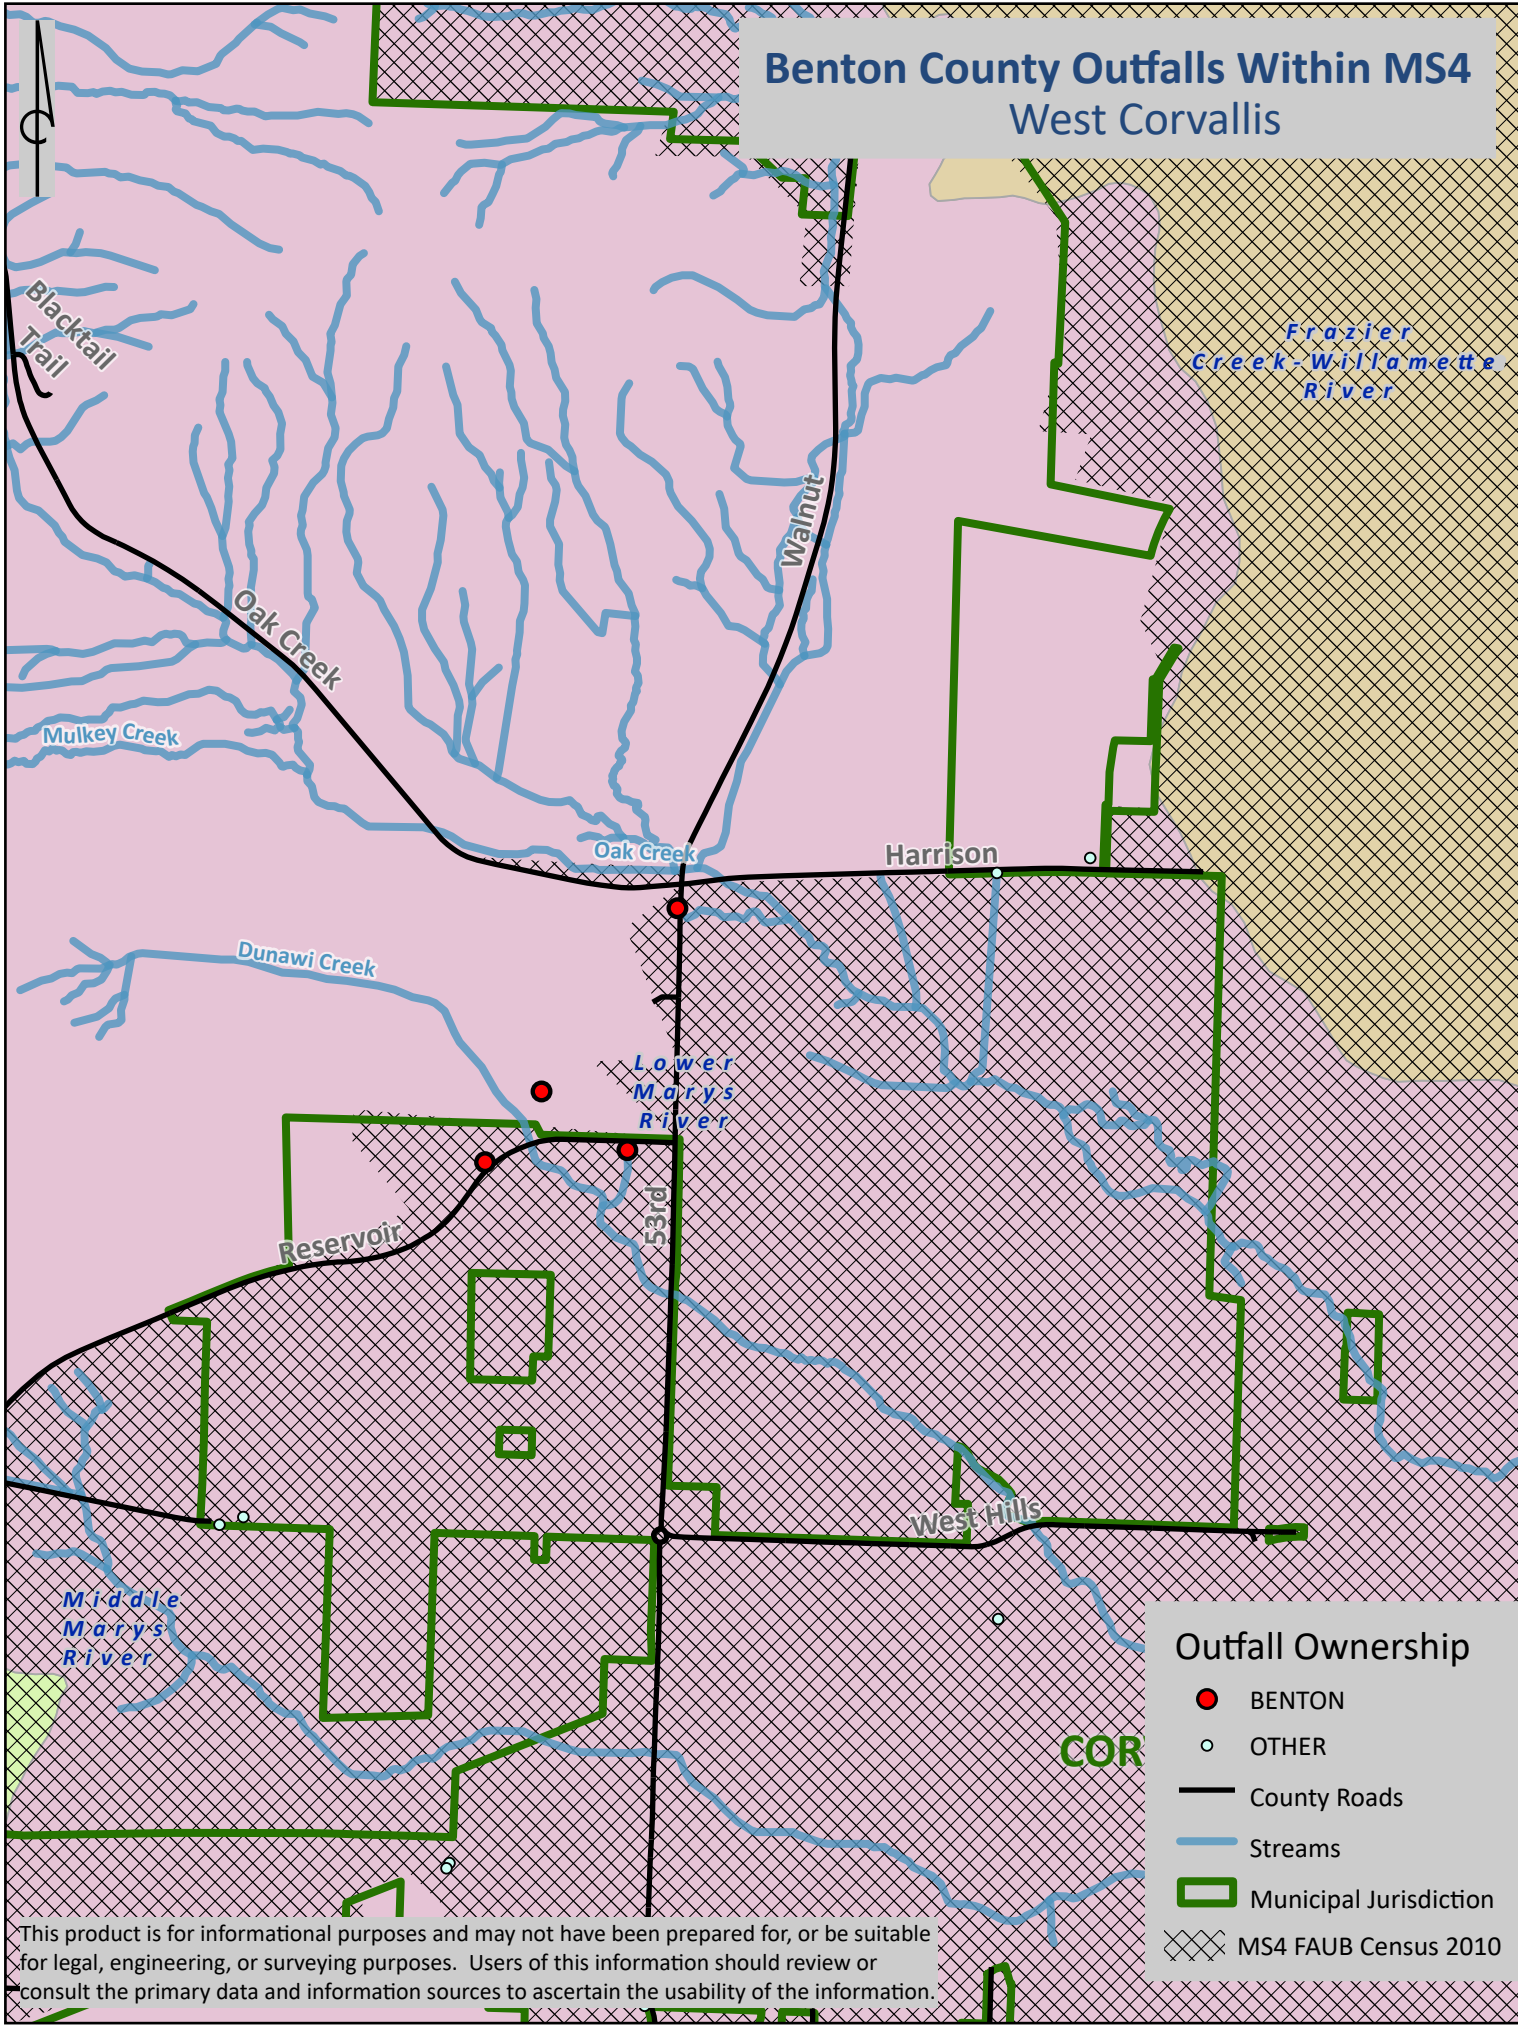 Benton County Outfalls Within MS4
West Corvallis
Blacktail
Trail
Frazier
Creek-Willamette
River
Walnut
Oak Creek
Mulkey Creek
Oak Creek
Harrison
Dunawi Creek
Lower
Marys
River
53rd
Reservoir
West Hills
Middle
Marys
River
COR
Outfall Ownership
BENTON
OTHER
County Roads
Streams
Municipal Jurisdiction
MS4 FAUB Census 2010
This product is for informational purposes and may not have been prepared for, or be suitable
for legal, engineering, or surveying purposes. Users of this information should review or
consult the primary data and information sources to ascertain the usability of the information.